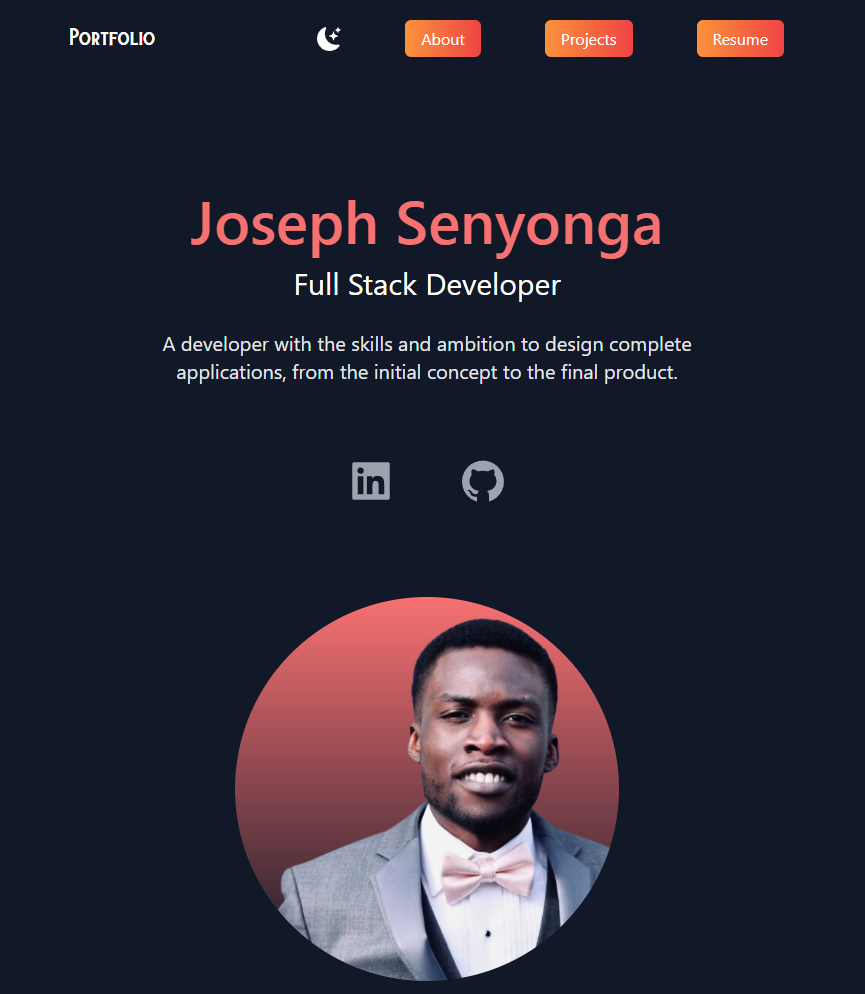 Portfolio
About
Projects
Resume
Joseph Senyonga
Full Stack Developer
A developer with the skills and ambition to design complete
applications, from the initial concept to the final product.
in